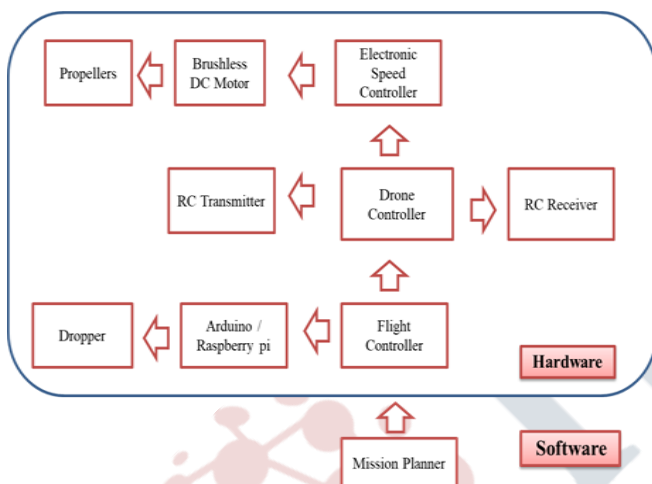 Propellers
Brushless
DC Motor
Electronic
Speed
Controller
RC Transmitter
Drone
Controller
RC Receiver
Dropper
Arduino /
Raspberry pi
Flight
Controller
Hardware
Mission Planner
Software